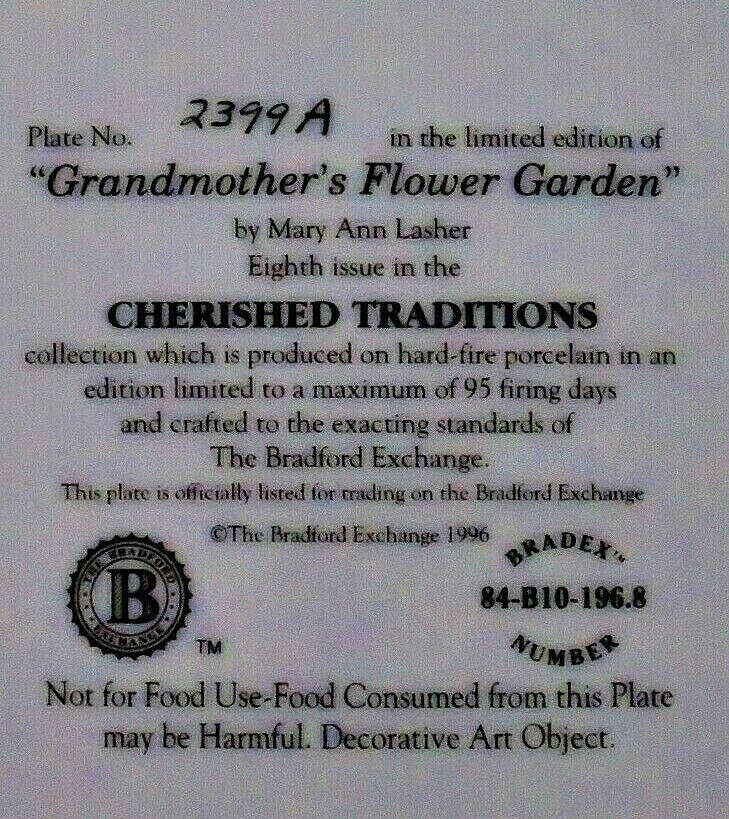 Plate No. 2399A in the limited edition of
“Grandmother's Flower Garden”
by Mary Ann Lasher
Eighth issue in the
CHERISHED TRADITIONS
collection which is produced on hard-fire porcelain in an
edition limited to a maximum of 95 firing days
and crafted to the exacting standards of
The Bradford Exchange.
This plate is officially listed for trading on the Bradford Exchange
©The Bradford Exchange 1996
THE BRADFORD
B
EXCHANGE
TM
BRADEX™
84-B10-196.8
NUMBER
Not for Food Use-Food Consumed from this Plate
may be Harmful. Decorative Art Object.